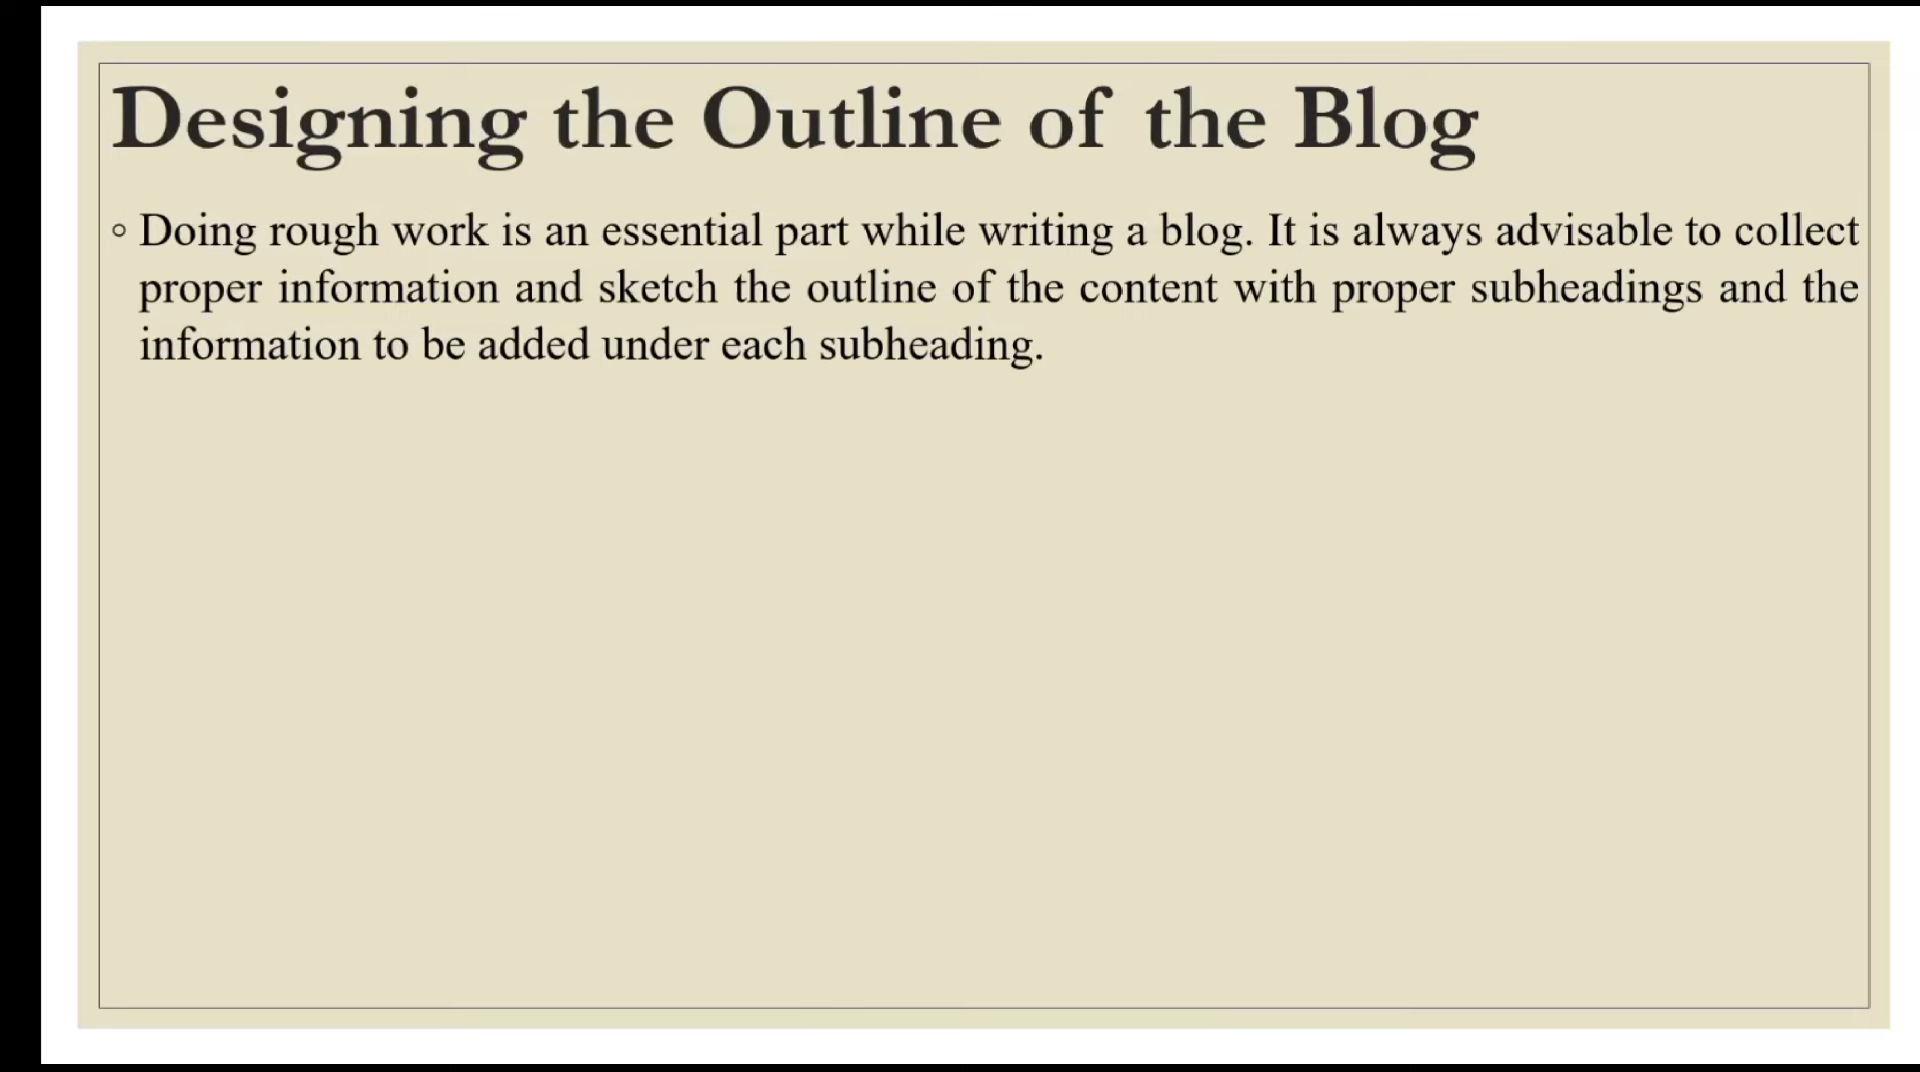 Designing the Outline of the Blog
◦ Doing rough work is an essential part while writing a blog. It is always advisable to collect
proper information and sketch the outline of the content with proper subheadings and the
information to be added under each subheading.